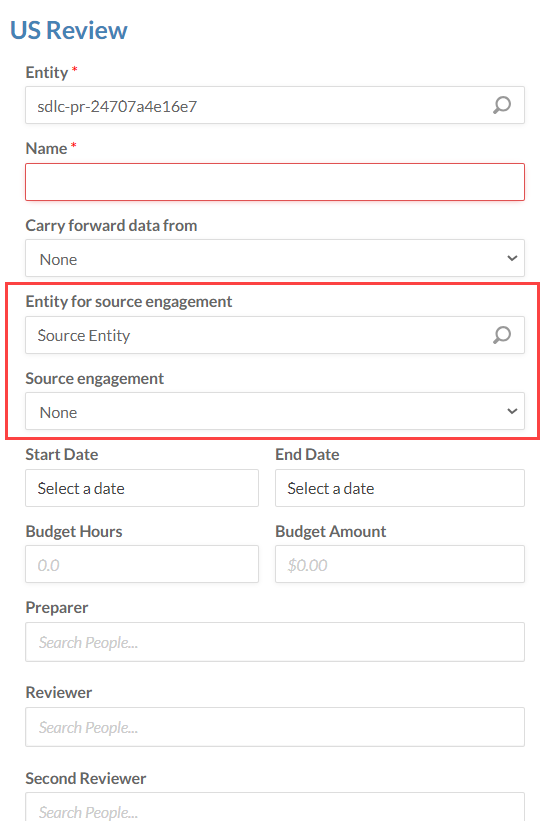 US Review
Entity *
sdlc-pr-24707a4e16e7
Name *
Carry forward data from
None
Entity for source engagement
Source Entity
Source engagement
None
Start Date End Date
Select a date Select a date
Budget Hours Budget Amount
0.0 $0.00
Preparer
Search People...
Reviewer
Search People...
Second Reviewer
Search People...